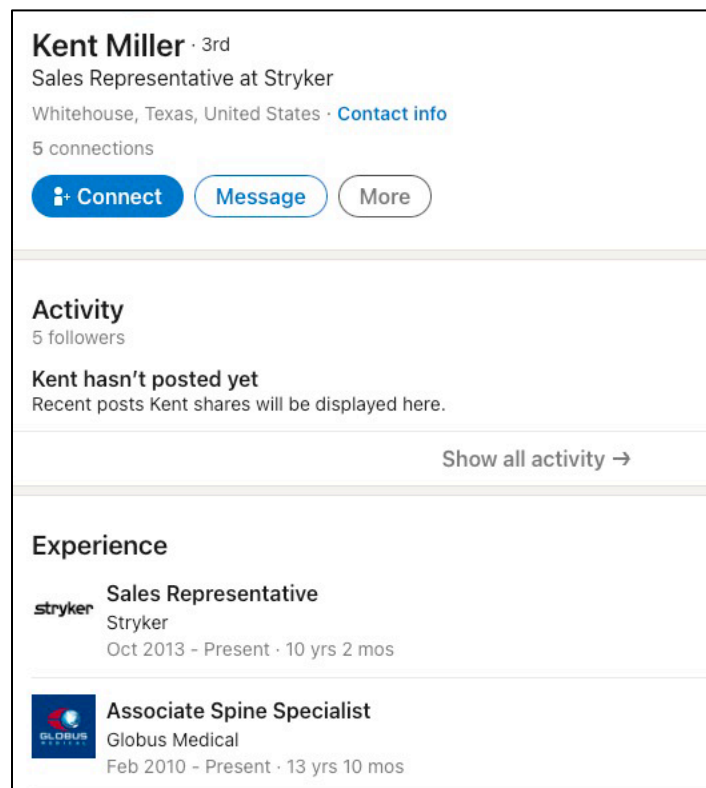 Kent Miller · 3rd
Sales Representative at Stryker
Whitehouse, Texas, United States · Contact info
5 connections
Connect Message More
Activity
5 followers
Kent hasn't posted yet
Recent posts Kent shares will be displayed here.
Show all activity →
Experience
stryker
Sales Representative
Stryker
Oct 2013 - Present · 10 yrs 2 mos
GLOBUS
MEDICAL
Associate Spine Specialist
Globus Medical
Feb 2010 - Present · 13 yrs 10 mos